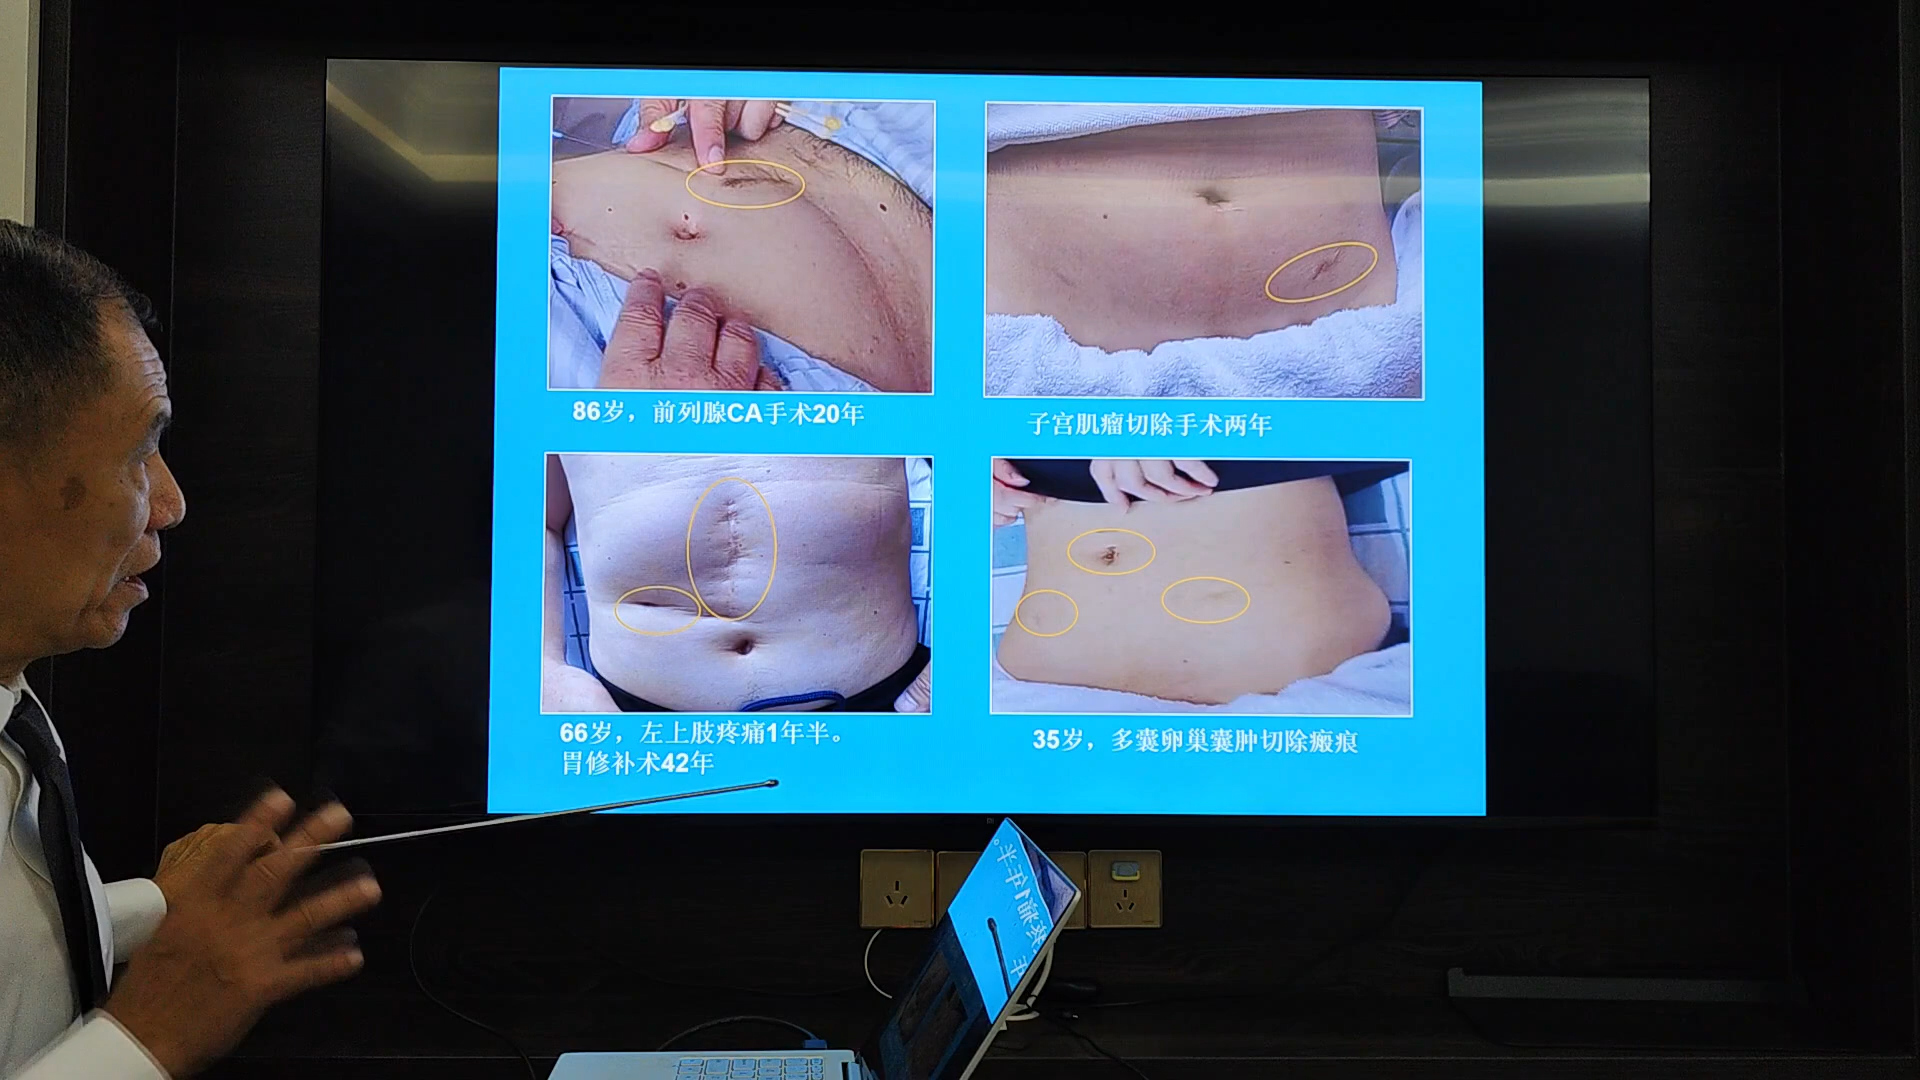 86岁，前列腺CA手术20年
子宫肌瘤切除手术两年
66岁，左上肢疼痛1年半。
胃修补术42年
35岁，多囊卵巢囊肿切除瘢痕